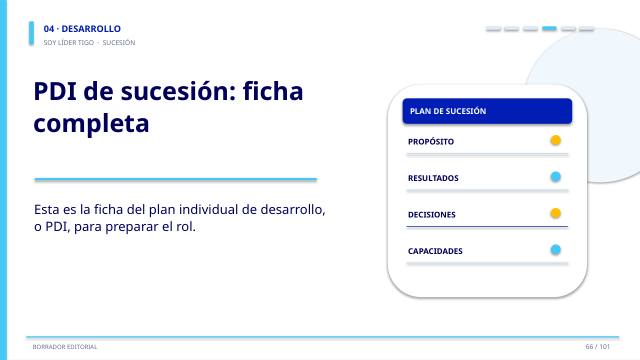 04 · DESARROLLO
SOY LÍDER TIGO · SUCESIÓN
PDI de sucesión: ficha
completa
Esta es la ficha del plan individual de desarrollo,
o PDI, para preparar el rol.
PLAN DE SUCESIÓN
PROPÓSITO
RESULTADOS
DECISIONES
CAPACIDADES
BORRADOR EDITORIAL
66 / 101